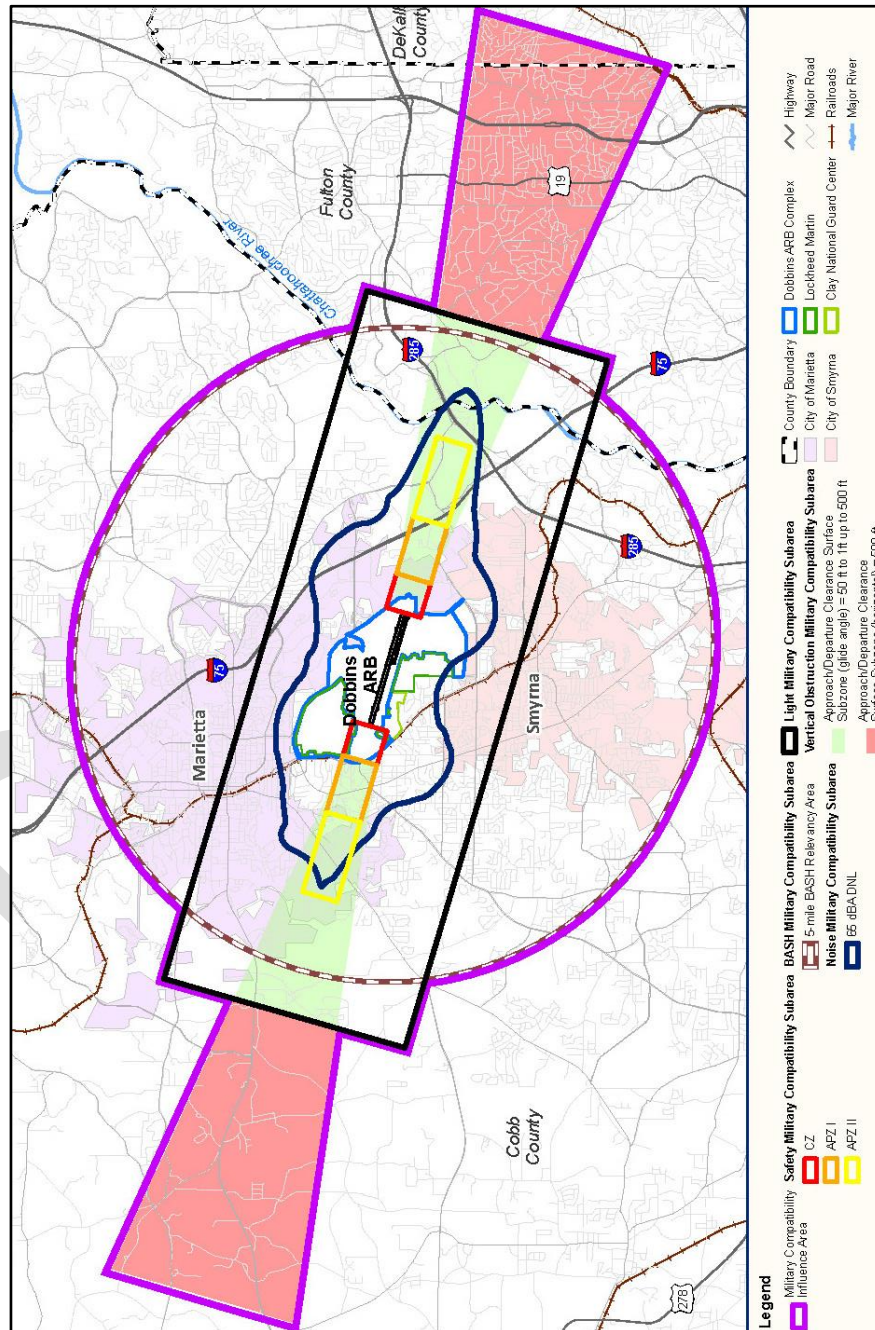 DeKalb
County
Fulton
County
Chattahoochee River
19
285
75
75
285
Marietta
Dobbins
ARB
Smyrna
Cobb
County
278
Legend
Military Compatibility
Influence Area
Safety Military Compatibility Subarea
CZ
APZ I
APZ II
BASH Military Compatibility Subarea
5-mile BASH Relevancy Area
Noise Military Compatibility Subarea
65 dBA DNL
Light Military Compatibility Subarea
Vertical Obstruction Military Compatibility Subarea
Approach/Departure Clearance Surface
Subzone (glide angle) = 50 ft to 1ft up to 500 ft
Approach/Departure Clearance
County Boundary
City of Marietta
City of Smyrna
Dobbins ARB Complex
Lockheed Martin
Clay National Guard Center
Highway
Major Road
Railroads
Major River